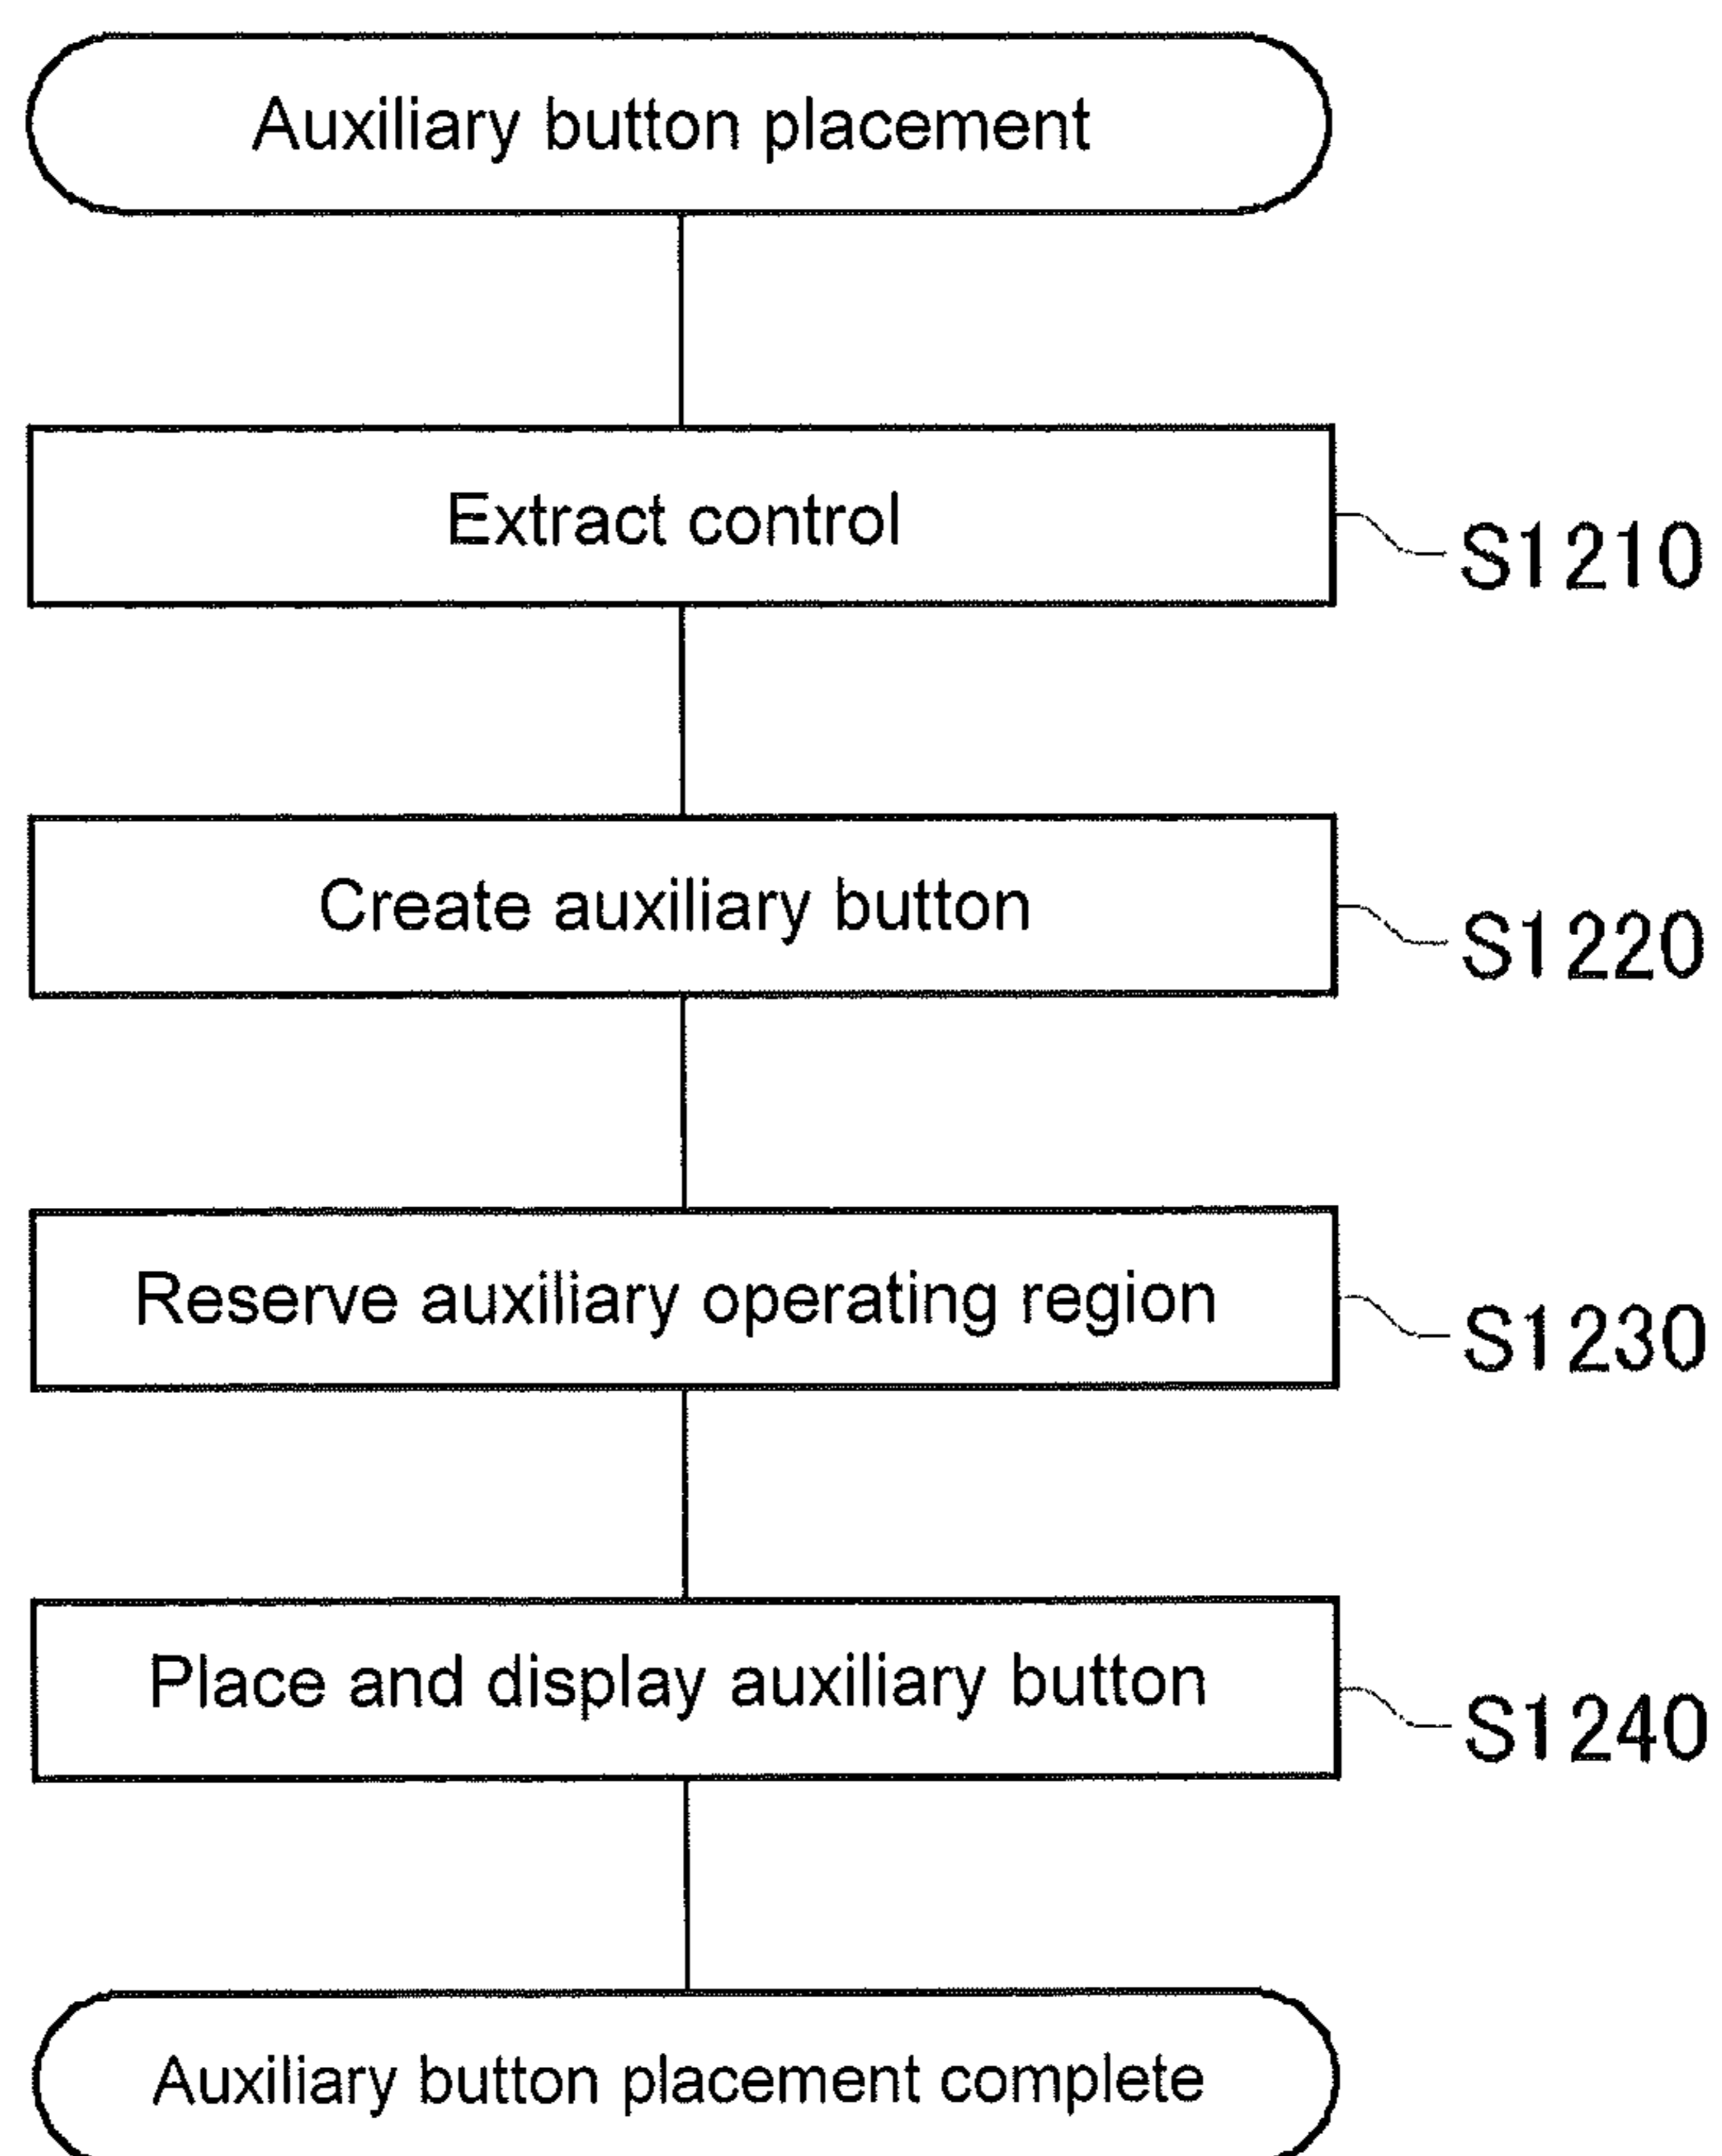 Auxiliary button placement
Extract control
S1210
Create auxiliary button
S1220
Reserve auxiliary operating region
S1230
Place and display auxiliary button
S1240
Auxiliary button placement complete